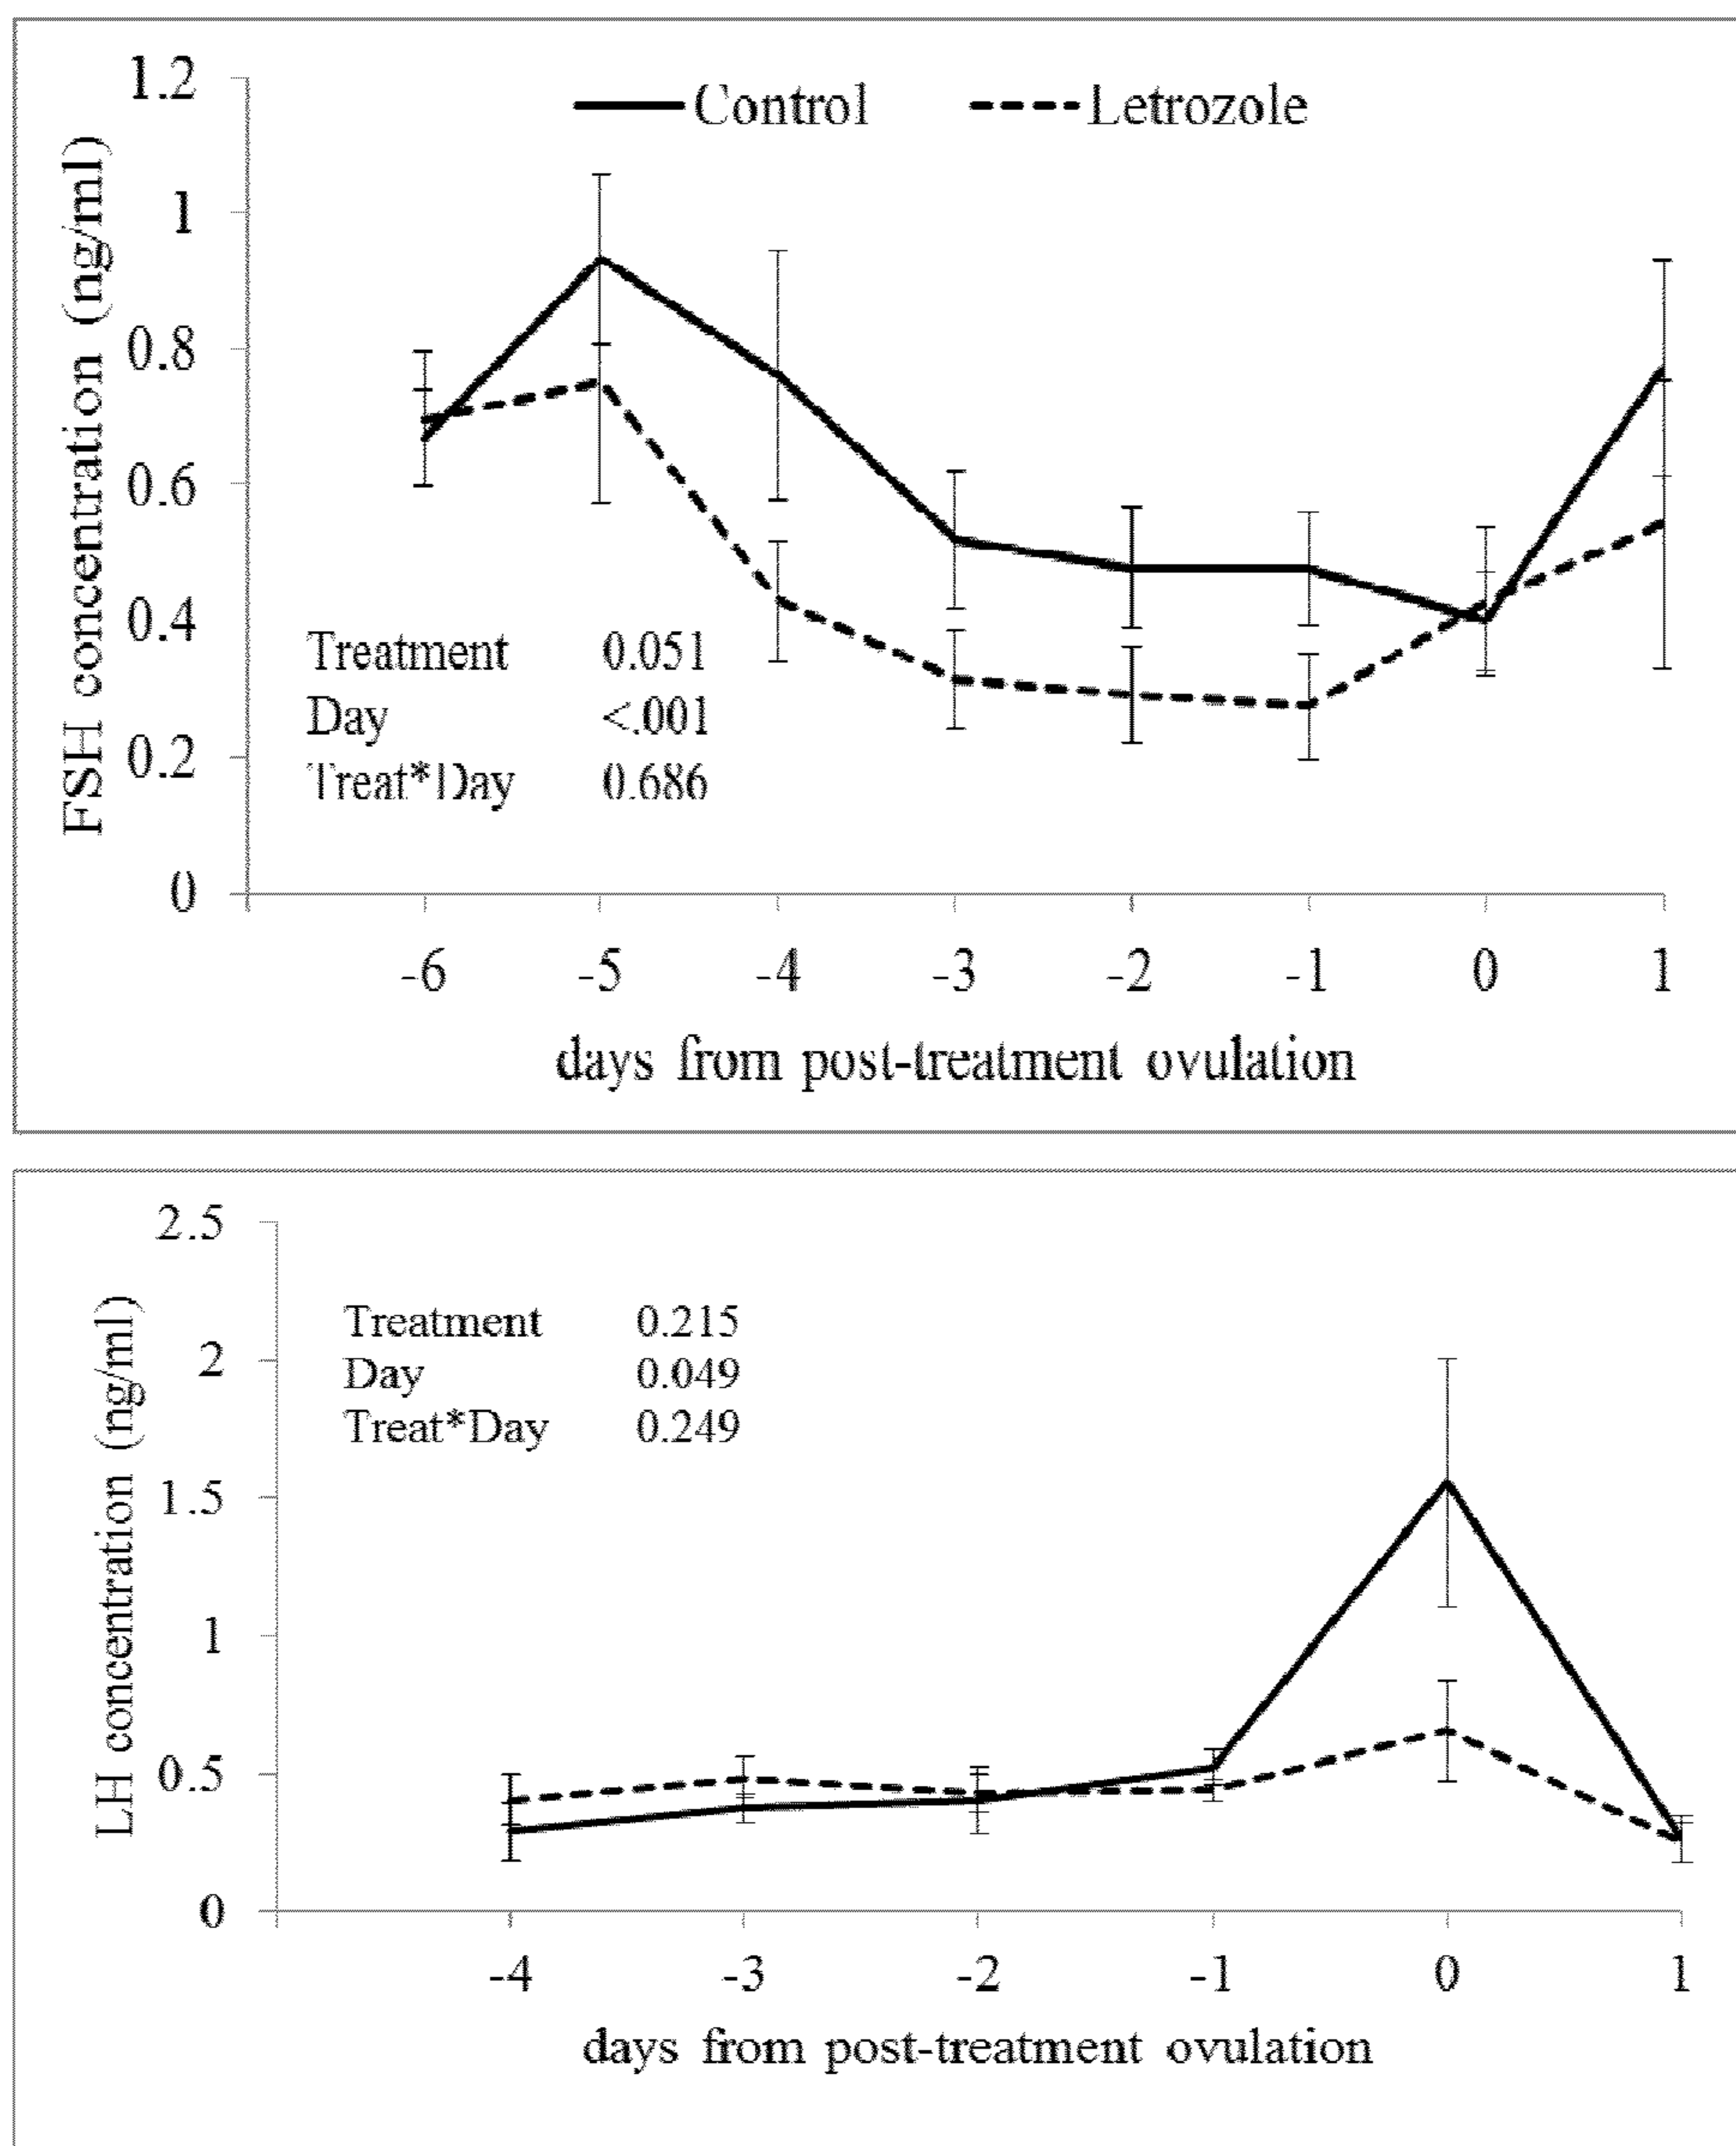 Control Letrozole
FSH concentration (ng/ml)
1.2
1
0.8
0.6
0.4
0.2
0
Treatment 0.051
Day <.001
Treat*Day 0.686
-6 -5 -4 -3 -2 -1 0 1
days from post-treatment ovulation
LH concentration (ng/ml)
2.5
2
1.5
1
0.5
0
Treatment 0.215
Day 0.049
Treat*Day 0.249
-4 -3 -2 -1 0 1
days from post-treatment ovulation